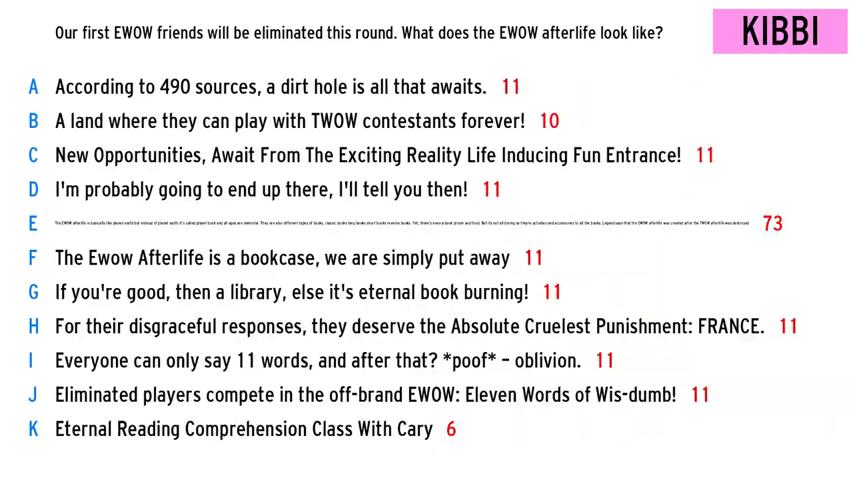 Our first EWOW friends will be eliminated this round. What does the EWOW afterlife look like?
KIBBI
A According to 490 sources, a dirt hole is all that awaits. 11
B A land where they can play with TWOW contestants forever! 10
C New Opportunities, Await From The Exciting Reality Life Inducing Fun Entrance! 11
D I'm probably going to end up there, I'll tell you then! 11
E 73
F The Ewow Afterlife is a bookcase, we are simply put away 11
G If you're good, then a library, else it's eternal book burning! 11
H For their disgraceful responses, they deserve the Absolute Cruelest Punishment: FRANCE. 11
I Everyone can only say 11 words, and after that? *poof* – oblivion. 11
J Eliminated players compete in the off-brand EWOW: Eleven Words of Wis-dumb! 11
K Eternal Reading Comprehension Class With Cary 6